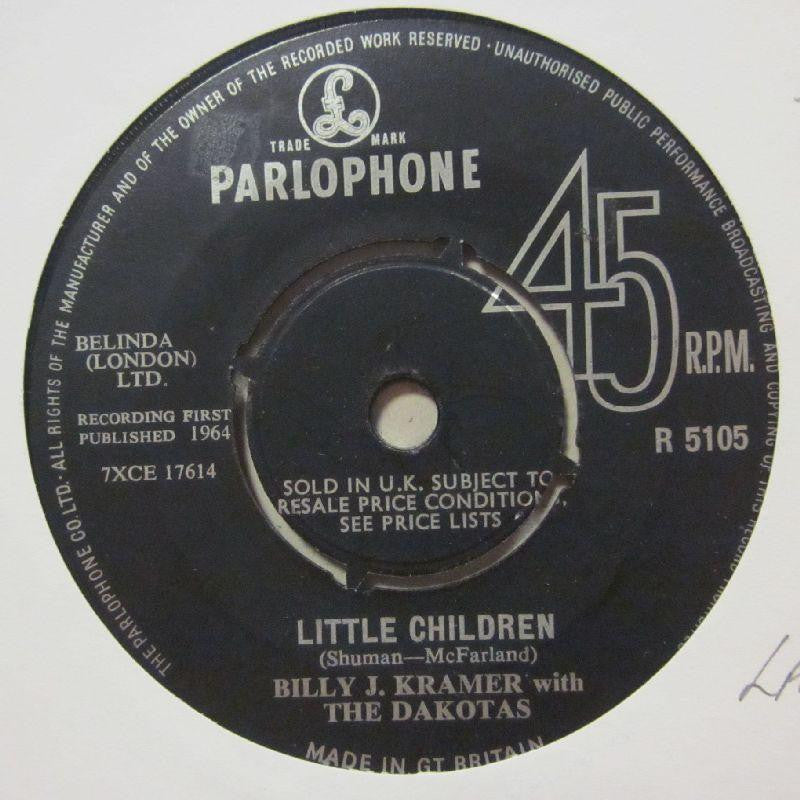 THE PARLOPHONE CO. LTD. · ALL RIGHTS OF THE MANUFACTURER AND OF THE OWNER OF THE RECORDED WORK RESERVED · UNAUTHORISED PUBLIC PERFORMANCE BROADCASTING AND COPYING OF THIS RECORD
£
TRADE MARK
PARLOPHONE
45
R.P.M.
R 5105
BELINDA
(LONDON)
LTD.
RECORDING FIRST
PUBLISHED 1964
7XCE 17614
SOLD IN U.K. SUBJECT TO
RESALE PRICE CONDITIONS,
SEE PRICE LISTS
LITTLE CHILDREN
(Shuman—McFarland)
BILLY J. KRAMER with
THE DAKOTAS
MADE IN GT BRITAIN